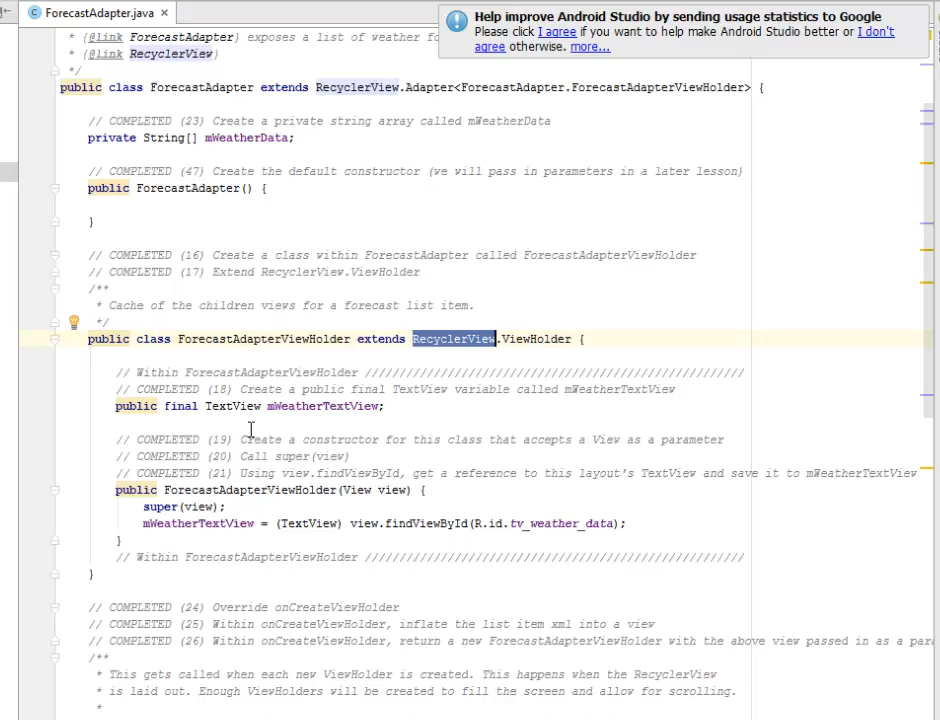 ForecastAdapter.java
Help improve Android Studio by sending usage statistics to Google
Please click I agree if you want to help make Android Studio better or I don't
agree otherwise. more...
* {@link ForecastAdapter} exposes a list of weather fo
* {@link RecyclerView}
*/
public class ForecastAdapter extends RecyclerView.Adapter<ForecastAdapter.ForecastAdapterViewHolder> {
// COMPLETED (23) Create a private string array called mWeatherData
private String[] mWeatherData;
// COMPLETED (47) Create the default constructor (we will pass in parameters in a later lesson)
public ForecastAdapter() {
}
// COMPLETED (16) Create a class within ForecastAdapter called ForecastAdapterViewHolder
// COMPLETED (17) Extend RecyclerView.ViewHolder
/**
* Cache of the children views for a forecast list item.
*/
public class ForecastAdapterViewHolder extends RecyclerView.ViewHolder {
// Within ForecastAdapterViewHolder ///////////////////////////////////////////////////////
// COMPLETED (18) Create a public final TextView variable called mWeatherTextView
public final TextView mWeatherTextView;
// COMPLETED (19) Create a constructor for this class that accepts a View as a parameter
// COMPLETED (20) Call super(view)
// COMPLETED (21) Using view.findViewById, get a reference to this layout's TextView and save it to mWeatherTextView
public ForecastAdapterViewHolder(View view) {
super(view);
mWeatherTextView = (TextView) view.findViewById(R.id.tv_weather_data);
}
// Within ForecastAdapterViewHolder ///////////////////////////////////////////////////////
}
// COMPLETED (24) Override onCreateViewHolder
// COMPLETED (25) Within onCreateViewHolder, inflate the list item xml into a view
// COMPLETED (26) Within onCreateViewHolder, return a new ForecastAdapterViewHolder with the above view passed in as a para
/**
* This gets called when each new ViewHolder is created. This happens when the RecyclerView
* is laid out. Enough ViewHolders will be created to fill the screen and allow for scrolling.
*